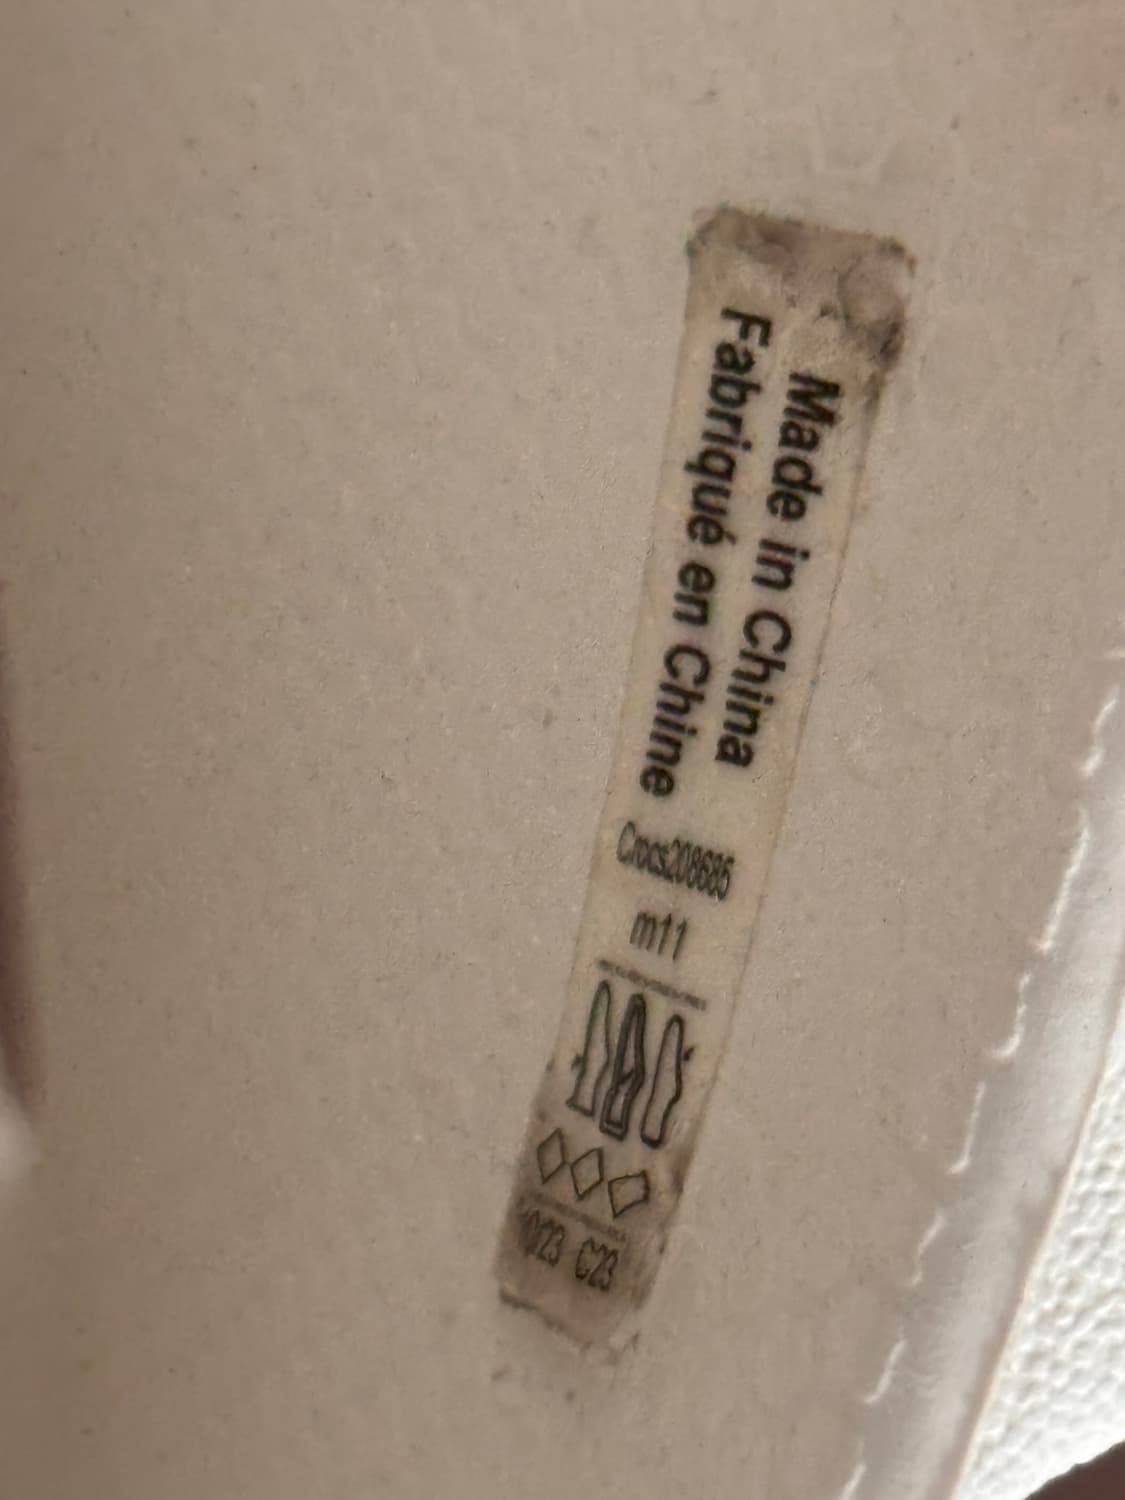 Made in China
Fabriqué en Chine
Crocs208685
m11
C23